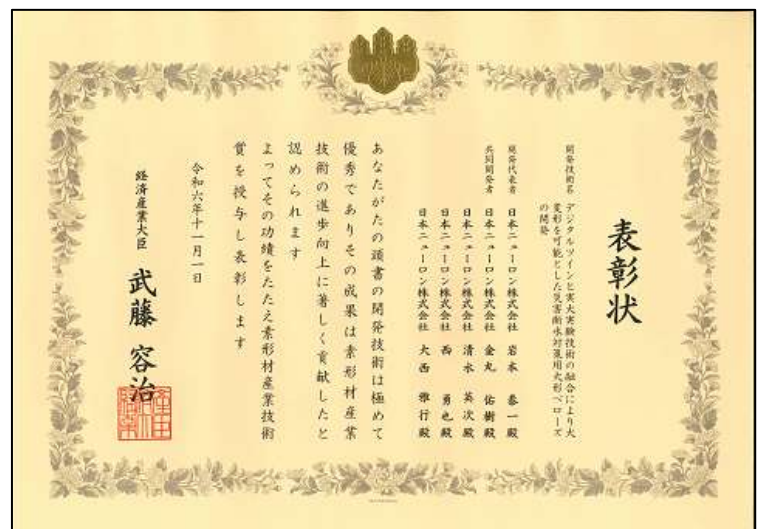 表彰状
開発技術名 デジタルツインと実大実験技術の融合により大
変形を可能とした災害断水対策用大形ベローズ
の開発
開発代表者 日本ニューロン株式会社 岩本 泰一殿
共同開発者 日本ニューロン株式会社 金丸 佑樹殿
日本ニューロン株式会社 清水 英次殿
日本ニューロン株式会社 西 勇也殿
日本ニューロン株式会社 大西 雅行殿
あなたがたの頭書の開発技術は極めて
優秀でありその成果は素形材産業
技術の進歩向上に著しく貢献したと
認められます
よってその功績をたたえ素形材産業技術
賞を授与し表彰します
令和六年十一月一日
経済産業大臣 武藤 容治